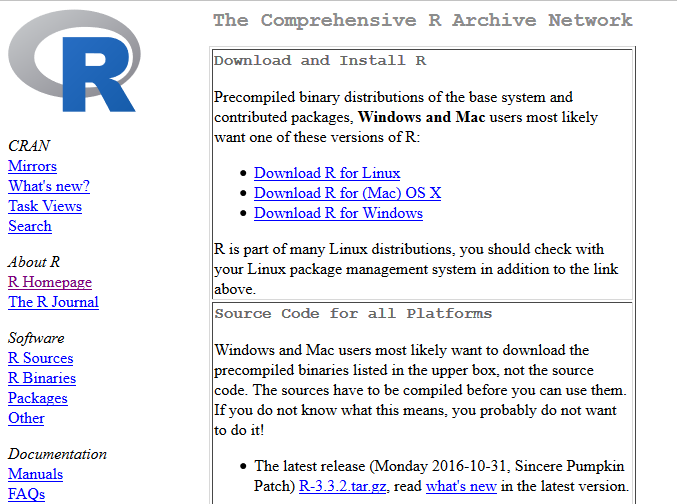 R
CRAN
Mirrors
What's new?
Task Views
Search
About R
R Homepage
The R Journal
Software
R Sources
R Binaries
Packages
Other
Documentation
Manuals
FAQs
The Comprehensive R Archive Network
Download and Install R
Precompiled binary distributions of the base system and
contributed packages, Windows and Mac users most likely
want one of these versions of R:
Download R for Linux
Download R for (Mac) OS X
Download R for Windows
R is part of many Linux distributions, you should check with
your Linux package management system in addition to the link
above.
Source Code for all Platforms
Windows and Mac users most likely want to download the
precompiled binaries listed in the upper box, not the source
code. The sources have to be compiled before you can use them.
If you do not know what this means, you probably do not want
to do it!
The latest release (Monday 2016-10-31, Sincere Pumpkin
Patch) R-3.3.2.tar.gz, read what's new in the latest version.